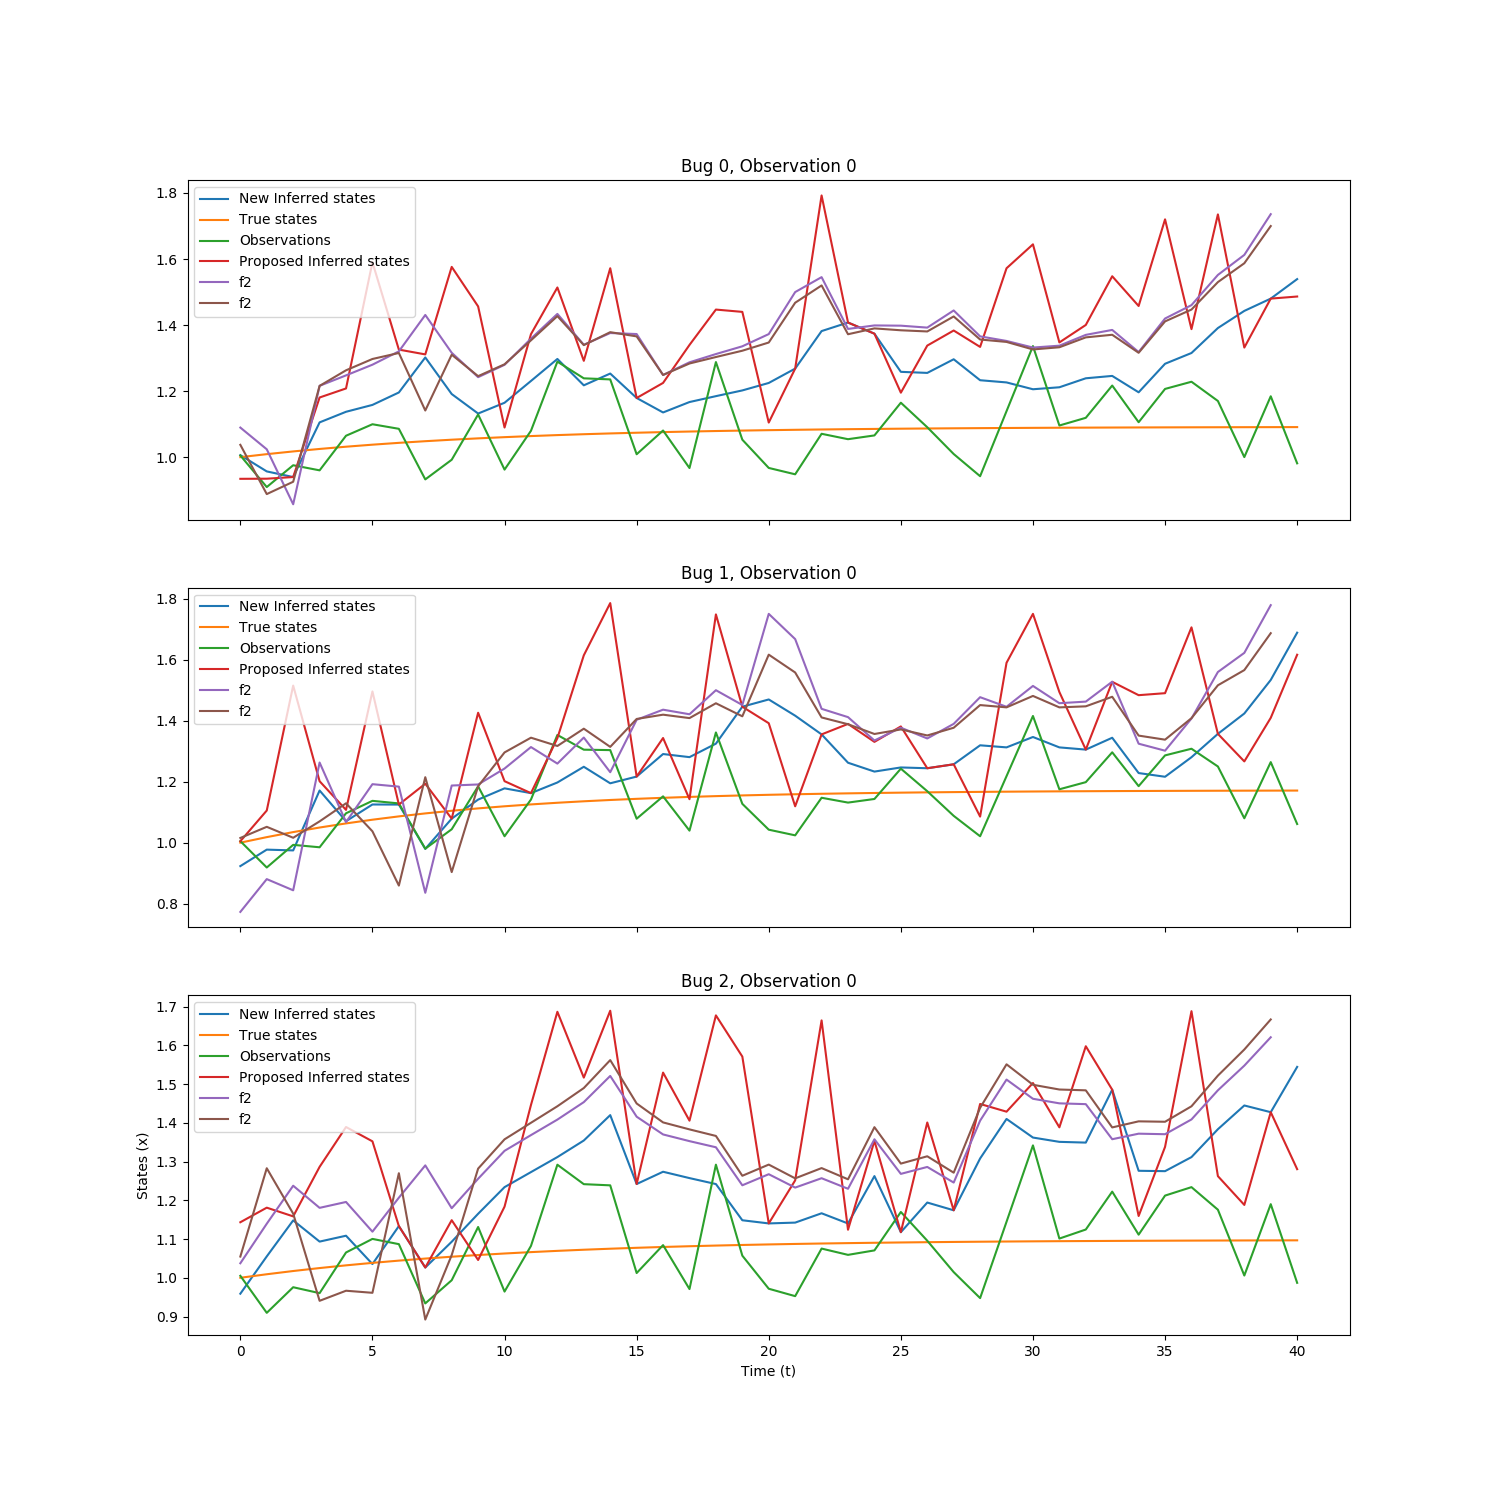 Bug 0, Observation 0
1.8
1.6
1.4
1.2
1.0
New Inferred states
True states
Observations
Proposed Inferred states
f2
f2
Bug 1, Observation 0
1.8
1.6
1.4
1.2
1.0
0.8
New Inferred states
True states
Observations
Proposed Inferred states
f2
f2
Bug 2, Observation 0
1.7
1.6
1.5
1.4
1.3
1.2
1.1
1.0
0.9
New Inferred states
True states
Observations
Proposed Inferred states
f2
f2
States (x)
0 5 10 15 20 25 30 35 40
Time (t)